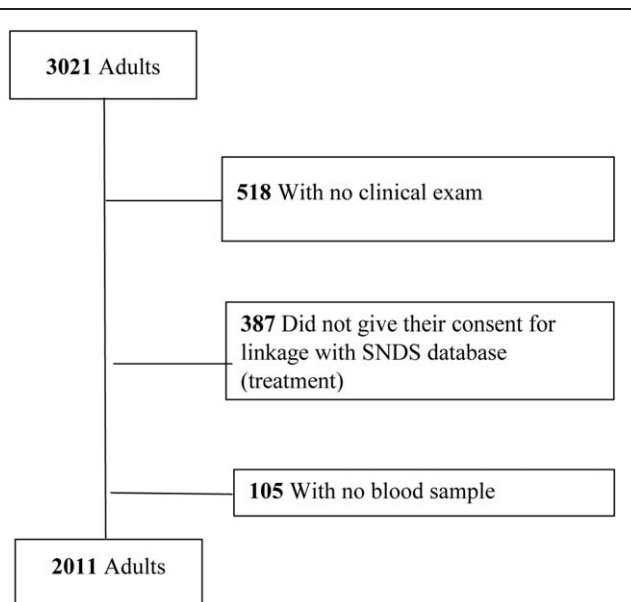 3021 Adults
518 With no clinical exam
387 Did not give their consent for
linkage with SNDS database
(treatment)
105 With no blood sample
2011 Adults